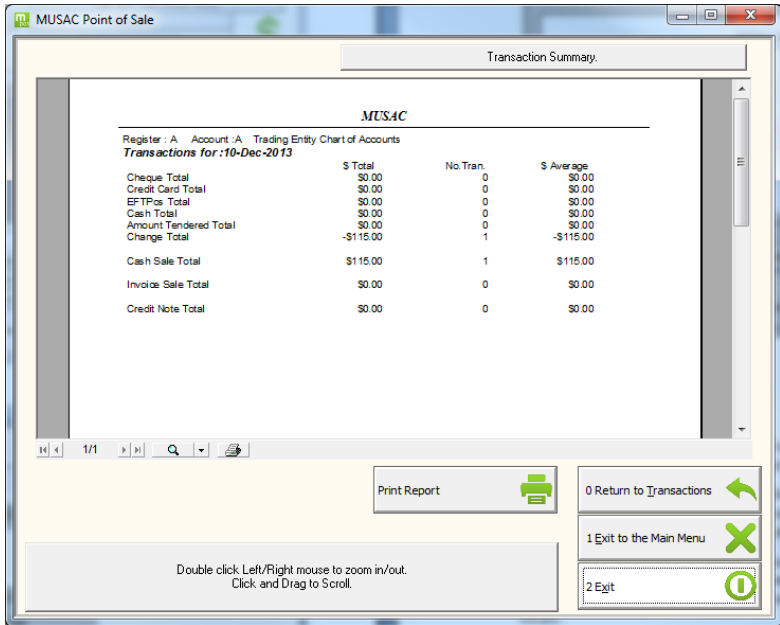 MUSAC Point of Sale
Transaction Summary.
MUSAC
Register : A Account :A Trading Entity Chart of Accounts
Transactions for :10-Dec-2013
$ Total No.Tran. $ Average
Cheque Total $0.00 0 $0.00
Credit Card Total $0.00 0 $0.00
EFTPos Total $0.00 0 $0.00
Cash Total $0.00 0 $0.00
Amount Tendered Total $0.00 0 $0.00
Change Total -$115.00 1 -$115.00
Cash Sale Total $115.00 1 $115.00
Invoice Sale Total $0.00 0 $0.00
Credit Note Total $0.00 0 $0.00
1/1
Print Report
0 Return to Transactions
1 Exit to the Main Menu
2 Exit
Double click Left/Right mouse to zoom in/out.
Click and Drag to Scroll.